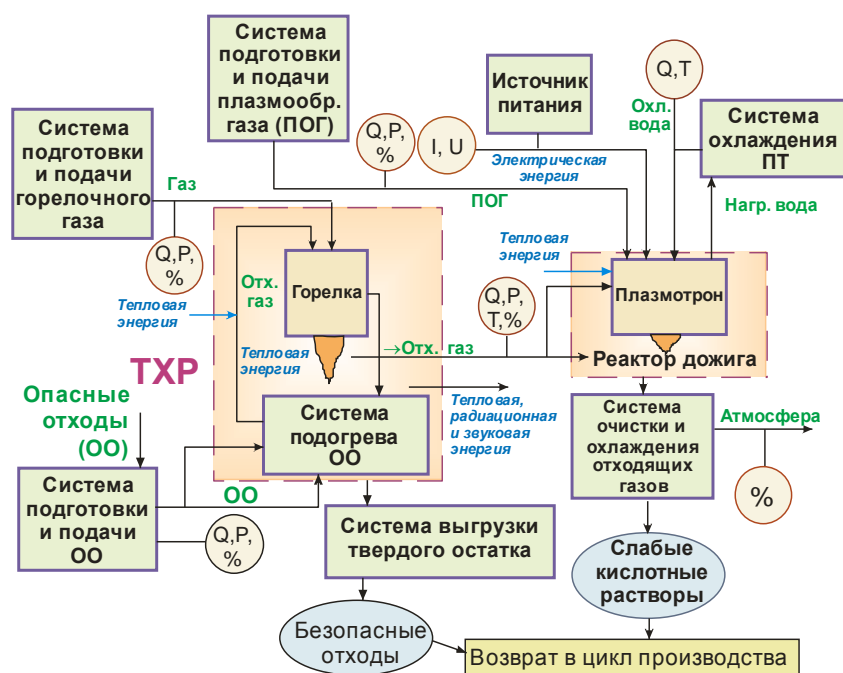 Система
подготовки
и подачи
плазмообр.
газа (ПОГ)
Источник
питания
Q,T
Охл.
вода
Система
охлаждения
ПТ
Нагр. вода
Система
подготовки
и подачи
горелочного
газа
Газ
Q,P,
%
Q,P,
%
I, U
Электрическая
энергия
ПОГ
Тепловая
энергия
Отх.
газ
Горелка
Тепловая
энергия
Q,P,
T,%
Тепловая
энергия
Плазмотрон
Реактор дожига
→Отх. газ
ТХР
Тепловая,
радиационная
и звуковая
энергия
Опасные
отходы
(ОО)
Система
подогрева
ОО
Система
очистки и
охлаждения
отходящих
газов
Атмосфера
%
Система
подготовки
и подачи
ОО
ОО
Q,P,
%
Система выгрузки
твердого остатка
Слабые
кислотные
растворы
Безопасные
отходы
Возврат в цикл производства